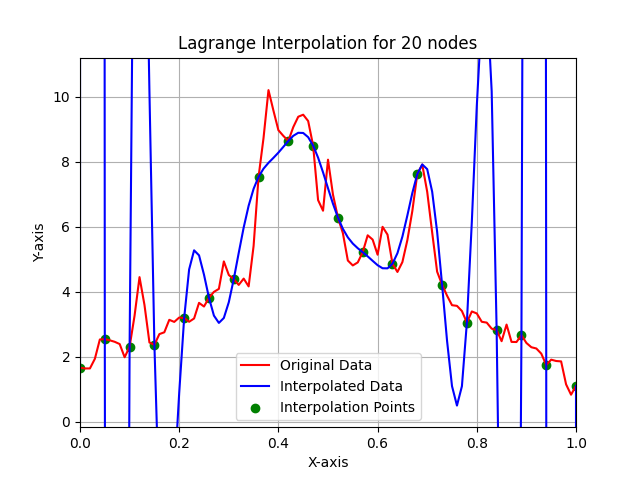 Lagrange Interpolation for 20 nodes
Y-axis
10
8
6
4
2
0
Original Data
Interpolated Data
Interpolation Points
0.0 0.2 0.4 0.6 0.8 1.0
X-axis